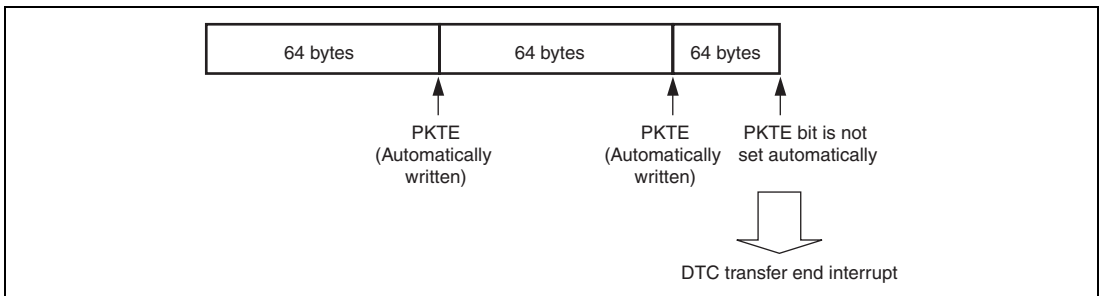 64 bytes
64 bytes
64 bytes
PKTE
(Automatically
written)
PKTE
(Automatically
written)
PKTE bit is not
set automatically
DTC transfer end interrupt